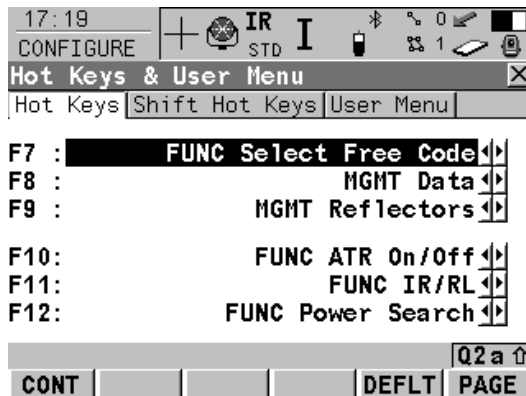 17:19
CONFIGURE
IR
STD
I
0
1
Hot Keys & User Menu
Hot Keys Shift Hot Keys User Menu
F7 : FUNC Select Free Code
F8 : MGMT Data
F9 : MGMT Reflectors
F10: FUNC ATR On/Off
F11: FUNC IR/RL
F12: FUNC Power Search
Q2a
CONT DEFLT PAGE